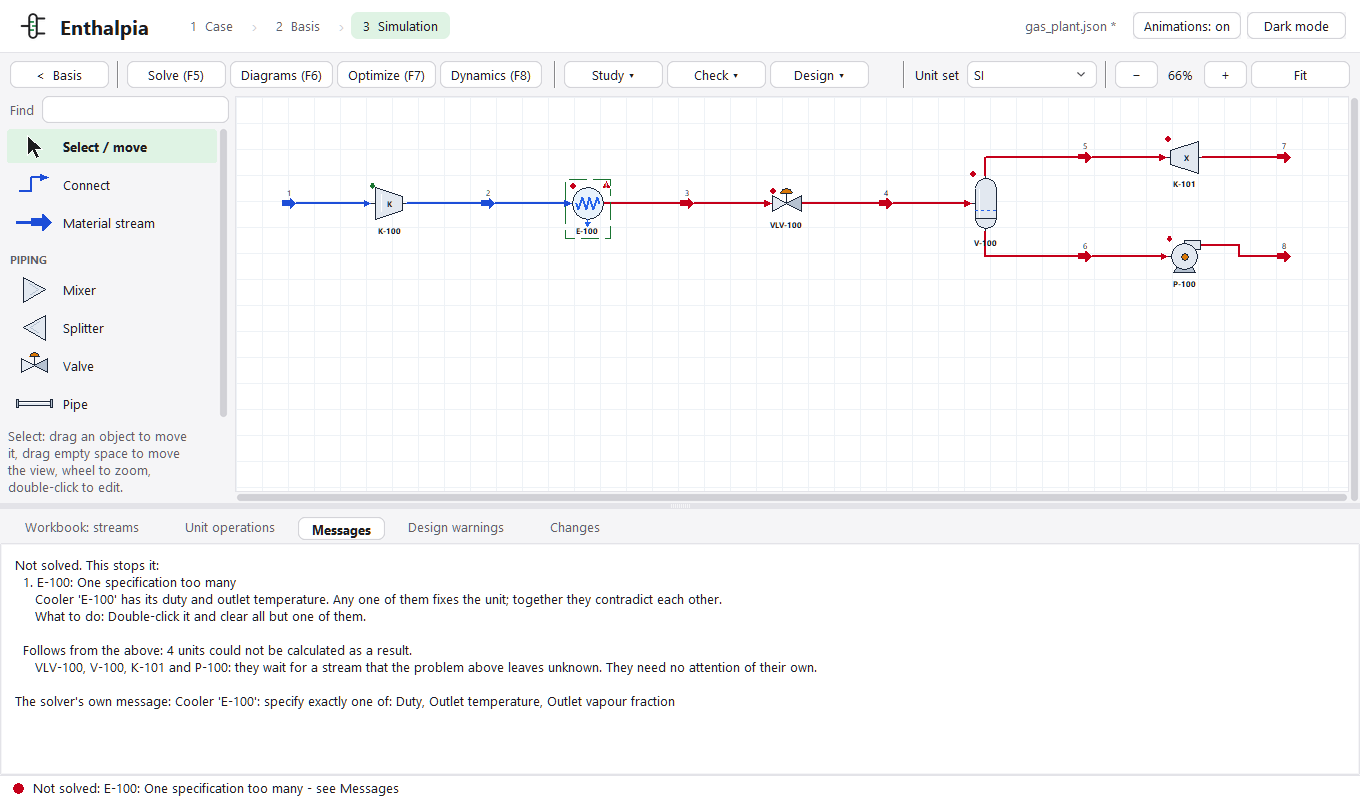 Enthalpia
1 Case › 2 Basis › 3 Simulation
gas_plant.json *
Animations: on
Dark mode
< Basis
Solve (F5)
Diagrams (F6)
Optimize (F7)
Dynamics (F8)
Study ▾
Check ▾
Design ▾
Unit set
SI
−
66%
+
Fit
Find
Select / move
Connect
Material stream
PIPING
Mixer
Splitter
Valve
Pipe
Select: drag an object to move
it, drag empty space to move
the view, wheel to zoom,
double-click to edit.
1
K
K-100
2
E-100
3
VLV-100
4
V-100
5
X
K-101
7
6
P-100
8
Workbook: streams
Unit operations
Messages
Design warnings
Changes
Not solved. This stops it:
1. E-100: One specification too many
Cooler 'E-100' has its duty and outlet temperature. Any one of them fixes the unit; together they contradict each other.
What to do: Double-click it and clear all but one of them.
Follows from the above: 4 units could not be calculated as a result.
VLV-100, V-100, K-101 and P-100: they wait for a stream that the problem above leaves unknown. They need no attention of their own.
The solver's own message: Cooler 'E-100': specify exactly one of: Duty, Outlet temperature, Outlet vapour fraction
Not solved: E-100: One specification too many - see Messages